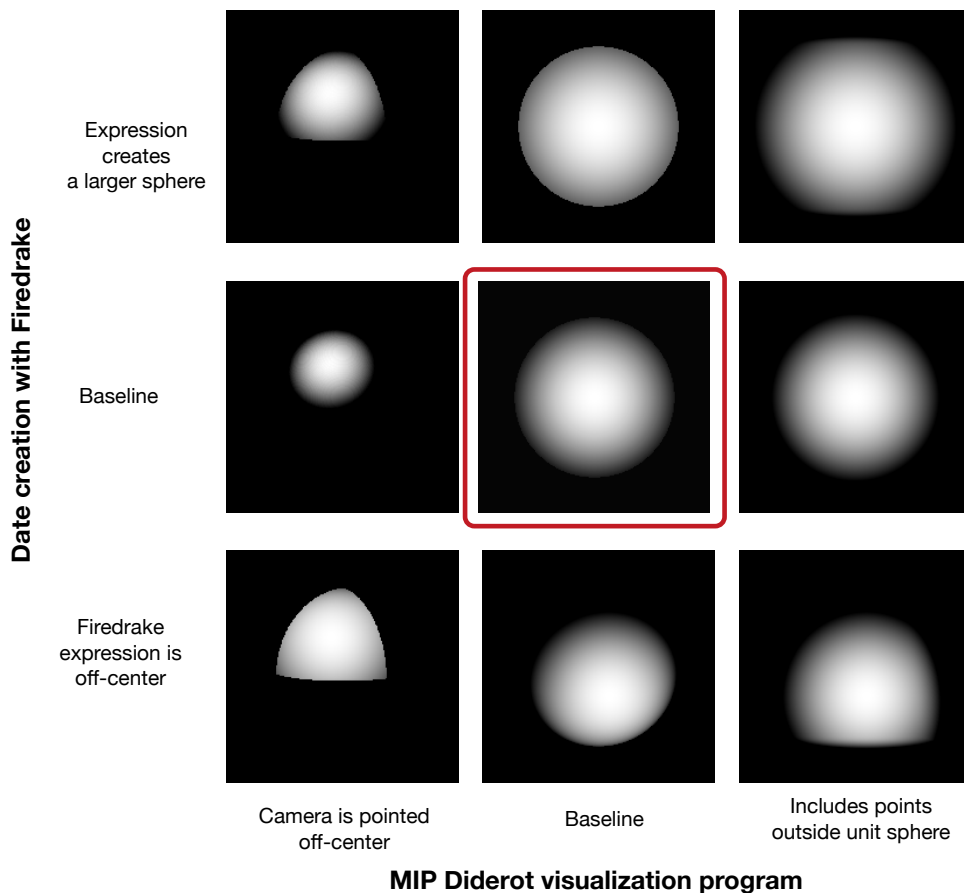 Date creation with Firedrake
Expression
creates
a larger sphere
Baseline
Firedrake
expression is
off-center
Camera is pointed
off-center
Baseline
Includes points
outside unit sphere
MIP Diderot visualization program